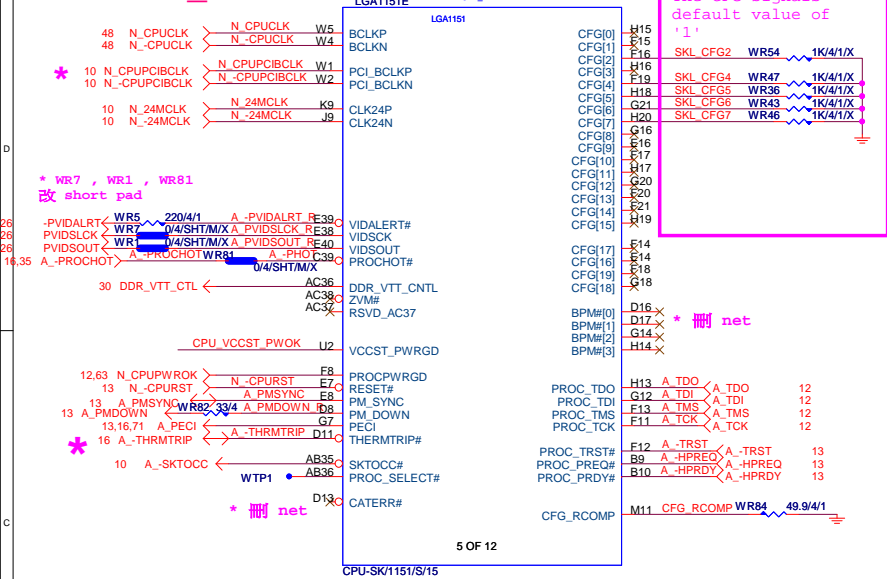 LGA1151E
LGA1151
default value of
'1'
48 N_CPUCLK N_CPUCLK W5 BCLKP
48 N_-CPUCLK N_-CPUCLK W4 BCLKN
* 10 N_CPUPCIBCLK N_CPUPCIBCLK W1 PCI_BCLKP
10 N_-CPUPCIBCLK N_-CPUPCIBCLK W2 PCI_BCLKN
10 N_24MCLK N_24MCLK K9 CLK24P
10 N_-24MCLK N_-24MCLK J9 CLK24N
D
* WR7 , WR1 , WR81
改 short pad
26 -PVIDALRT WR5 220/4/1 A_-PVIDALRT_R E39 VIDALERT#
26 PVIDSLCK WR7 0/4/SHT/M/X A_PVIDSLCK_R E38 VIDSCK
26 PVIDSOUT WR1 0/4/SHT/M/X A_PVIDSOUT_R E40 VIDSOUT
16,35 A_-PROCHOT A_-PROCHOT WR81 0/4/SHT/M/X A_-PHOT C39 PROCHOT#
30 DDR_VTT_CTL AC36 DDR_VTT_CNTL
AC38 ZVM#
AC37 RSVD_AC37
CPU_VCCST_PWOK U2 VCCST_PWRGD
12,63 N_CPUPWROK F8 PROCPWRGD
13 N_-CPURST N_-CPURST E7 RESET#
13 A_PMSYNC A_PMSYNC E8 PM_SYNC
13 A_PMDOWN WR82 33/4 A_PMDOWN_R D8 PM_DOWN
13,16,71 A_PECI G7 PECI
* 16 A_-THRMTRIP A_-THRMTRIP D11 THERMTRIP#
10 A_-SKTOCC AB35 SKTOCC#
WTP1 AB36 PROC_SELECT#
D13 CATERR#
* 刪 net
C
CFG[0] H15
CFG[1] F15
CFG[2] F16 SKL_CFG2 WR54 1K/4/1/X
CFG[3] H16
CFG[4] F19 SKL_CFG4 WR47 1K/4/1/X
CFG[5] H18 SKL_CFG5 WR36 1K/4/1/X
CFG[6] G21 SKL_CFG6 WR43 1K/4/1/X
CFG[7] H20 SKL_CFG7 WR46 1K/4/1/X
CFG[8] G16
CFG[9] E16
CFG[10] F17
CFG[11] H17
CFG[12] G20
CFG[13] F20
CFG[14] F21
CFG[15] H19
CFG[17] F14
CFG[16] E14
CFG[19] F18
CFG[18] G18
BPM#[0] D16
BPM#[1] D17 * 刪 net
BPM#[2] G14
BPM#[3] H14
PROC_TDO H13 A_TDO A_TDO 12
PROC_TDI G12 A_TDI A_TDI 12
PROC_TMS F13 A_TMS A_TMS 12
PROC_TCK F11 A_TCK A_TCK 12
PROC_TRST# F12 A_-TRST A_-TRST 13
PROC_PREQ# B9 A_-HPREQ A_-HPREQ 13
PROC_PRDY# B10 A_-HPRDY A_-HPRDY 13
CFG_RCOMP M11 CFG_RCOMP WR84 49.9/4/1
5 OF 12
CPU-SK/1151/S/15